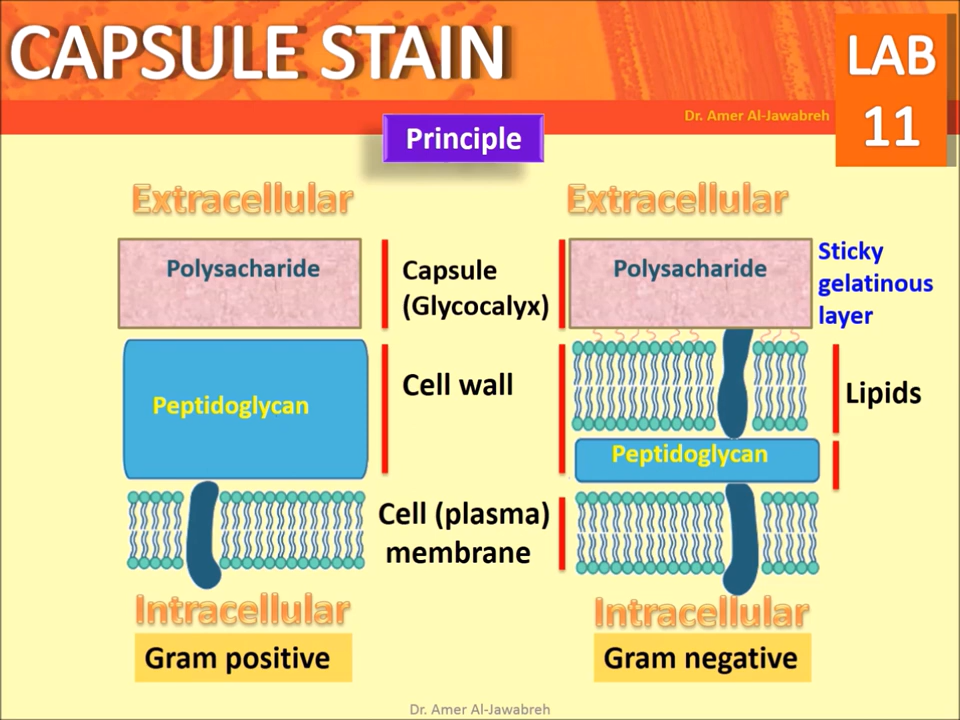 CAPSULE STAIN
LAB
11
Dr. Amer Al-Jawabreh
Principle
Extracellular
Extracellular
Polysacharide
Capsule
(Glycocalyx)
Polysacharide
Sticky
gelatinous
layer
Peptidoglycan
Cell wall
Lipids
Peptidoglycan
Cell (plasma)
membrane
Intracellular
Intracellular
Gram positive
Gram negative
Dr. Amer Al-Jawabreh